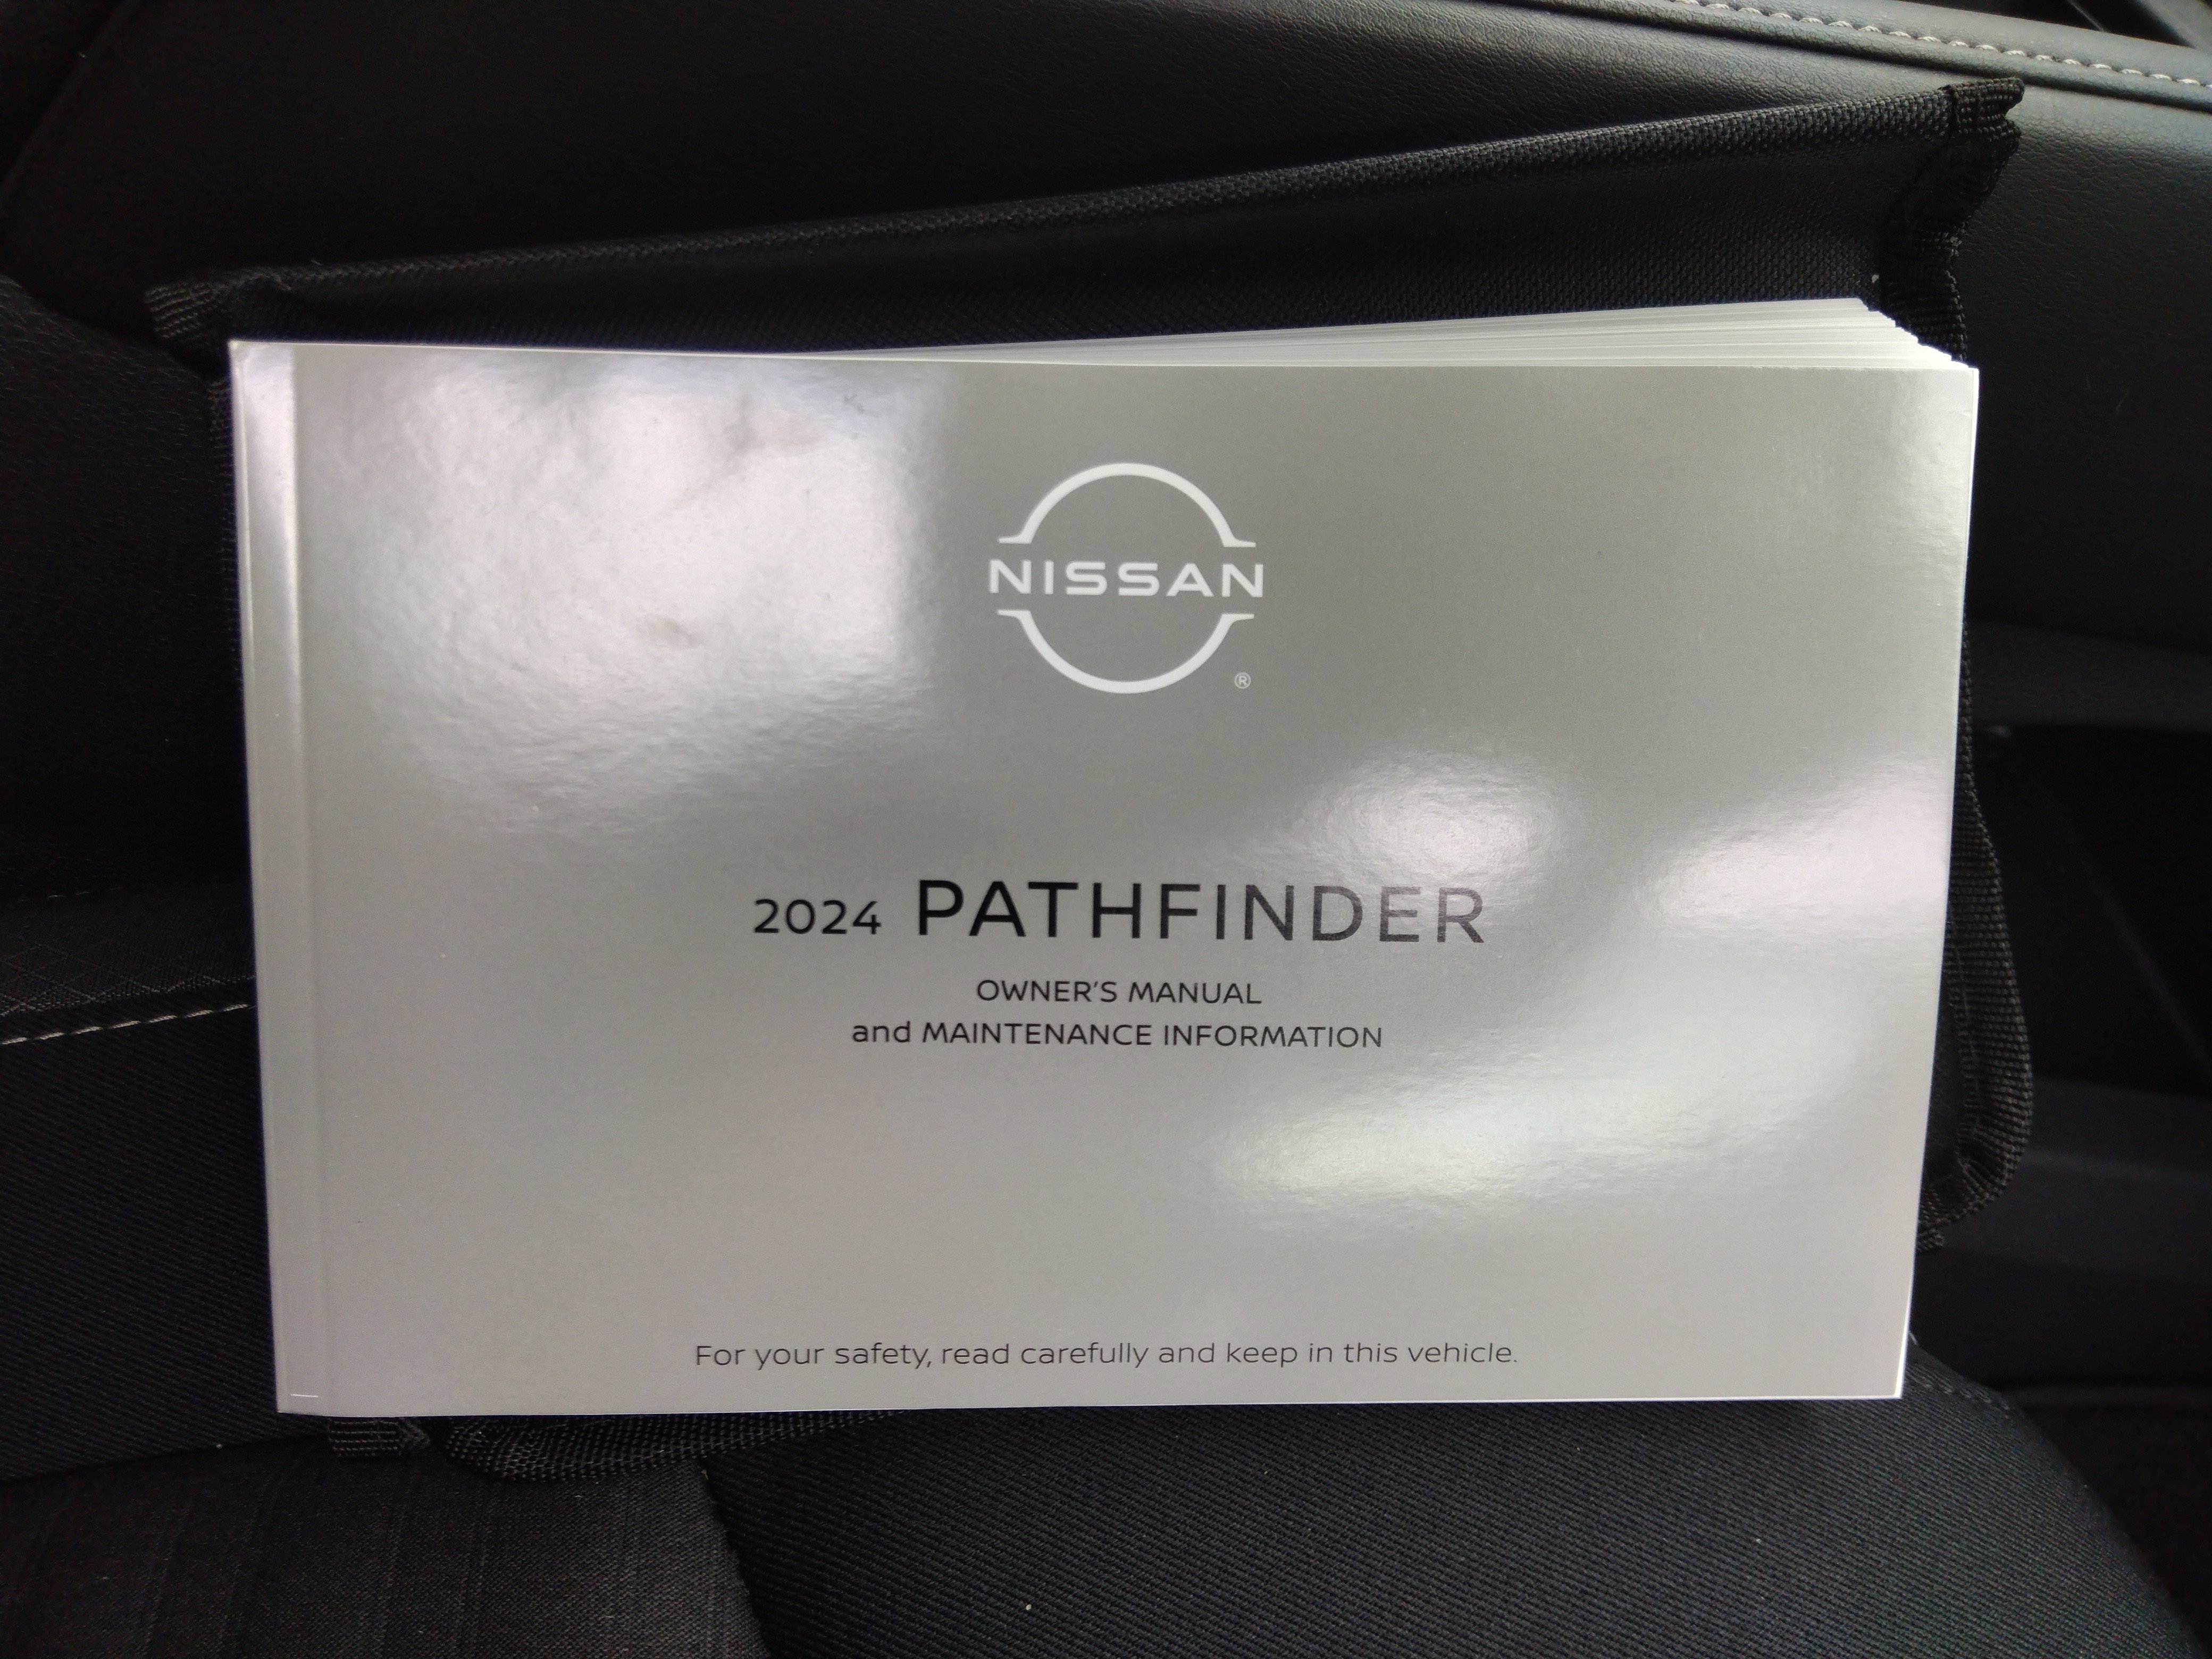 NISSAN
®
2024 PATHFINDER
OWNER'S MANUAL
and MAINTENANCE INFORMATION
For your safety, read carefully and keep in this vehicle.